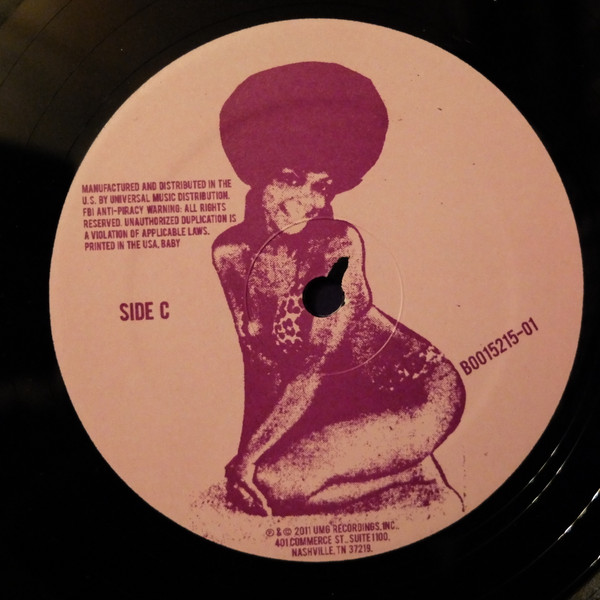 MANUFACTURED AND DISTRIBUTED IN THE
U.S. BY UNIVERSAL MUSIC DISTRIBUTION.
FBI ANTI-PIRACY WARNING: ALL RIGHTS
RESERVED. UNAUTHORIZED DUPLICATION IS
A VIOLATION OF APPLICABLE LAWS.
PRINTED IN THE USA, BABY
SIDE C
B0015215-01
℗ & © 2011 UMG RECORDINGS, INC.
401 COMMERCE ST., SUITE 1100,
NASHVILLE, TN 37219.